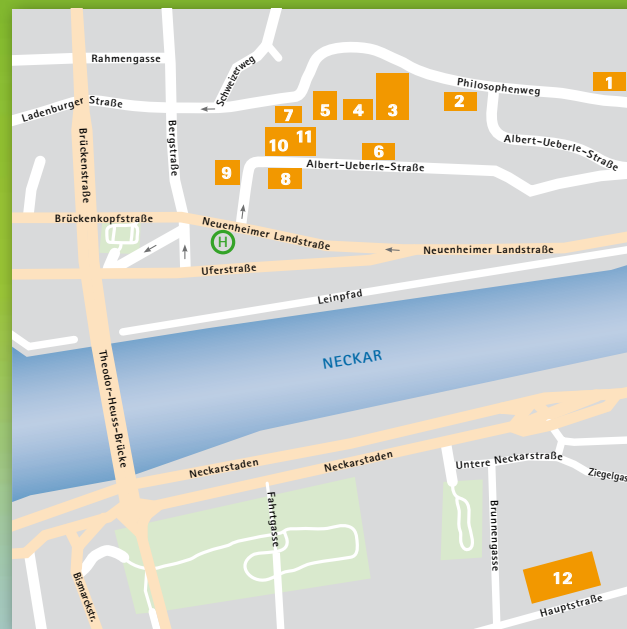 Rahmengasse
Schweizerweg
Philosophenweg
1
Ladenburger Straße
7
5
4
3
2
Brückenstraße
Bergstraße
10
11
6
Albert-Ueberle-Straße
Albert-Ueberle-Straße
9
8
Brückenkopfstraße
Neuenheimer Landstraße
H
Neuenheimer Landstraße
Uferstraße
Leinpfad
NECKAR
Theodor-Heuss-Brücke
Neckarstaden
Neckarstaden
Untere Neckarstraße
Ziegelgas
Fahrtgasse
Brunnengasse
Bismarckstr.
12
Hauptstraße